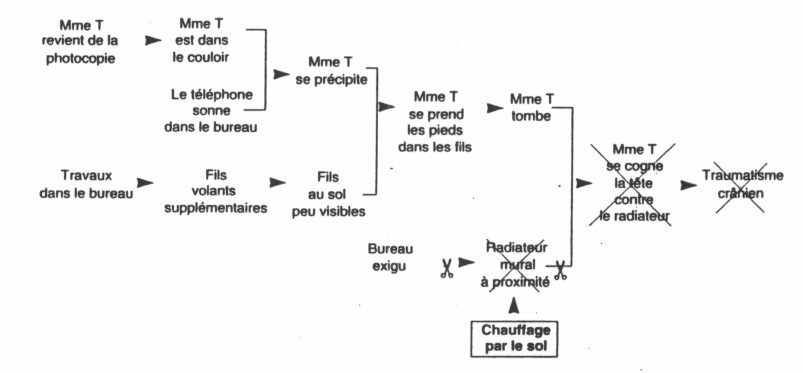 Mme T
revient de la
photocopie
Mme T
est dans
le couloir
Le téléphone
sonne
dans le bureau
Mme T
se précipite
Mme T
se prend
les pieds
dans les fils
Mme T
tombe
Mme T
se cogne
la tête
contre
le radiateur
Traumatisme
crânien
Travaux
dans le bureau
Fils
volants
supplémentaires
Fils
au sol
peu visibles
Bureau
exigu
Radiateur
mural
à proximité
Chauffage
par le sol